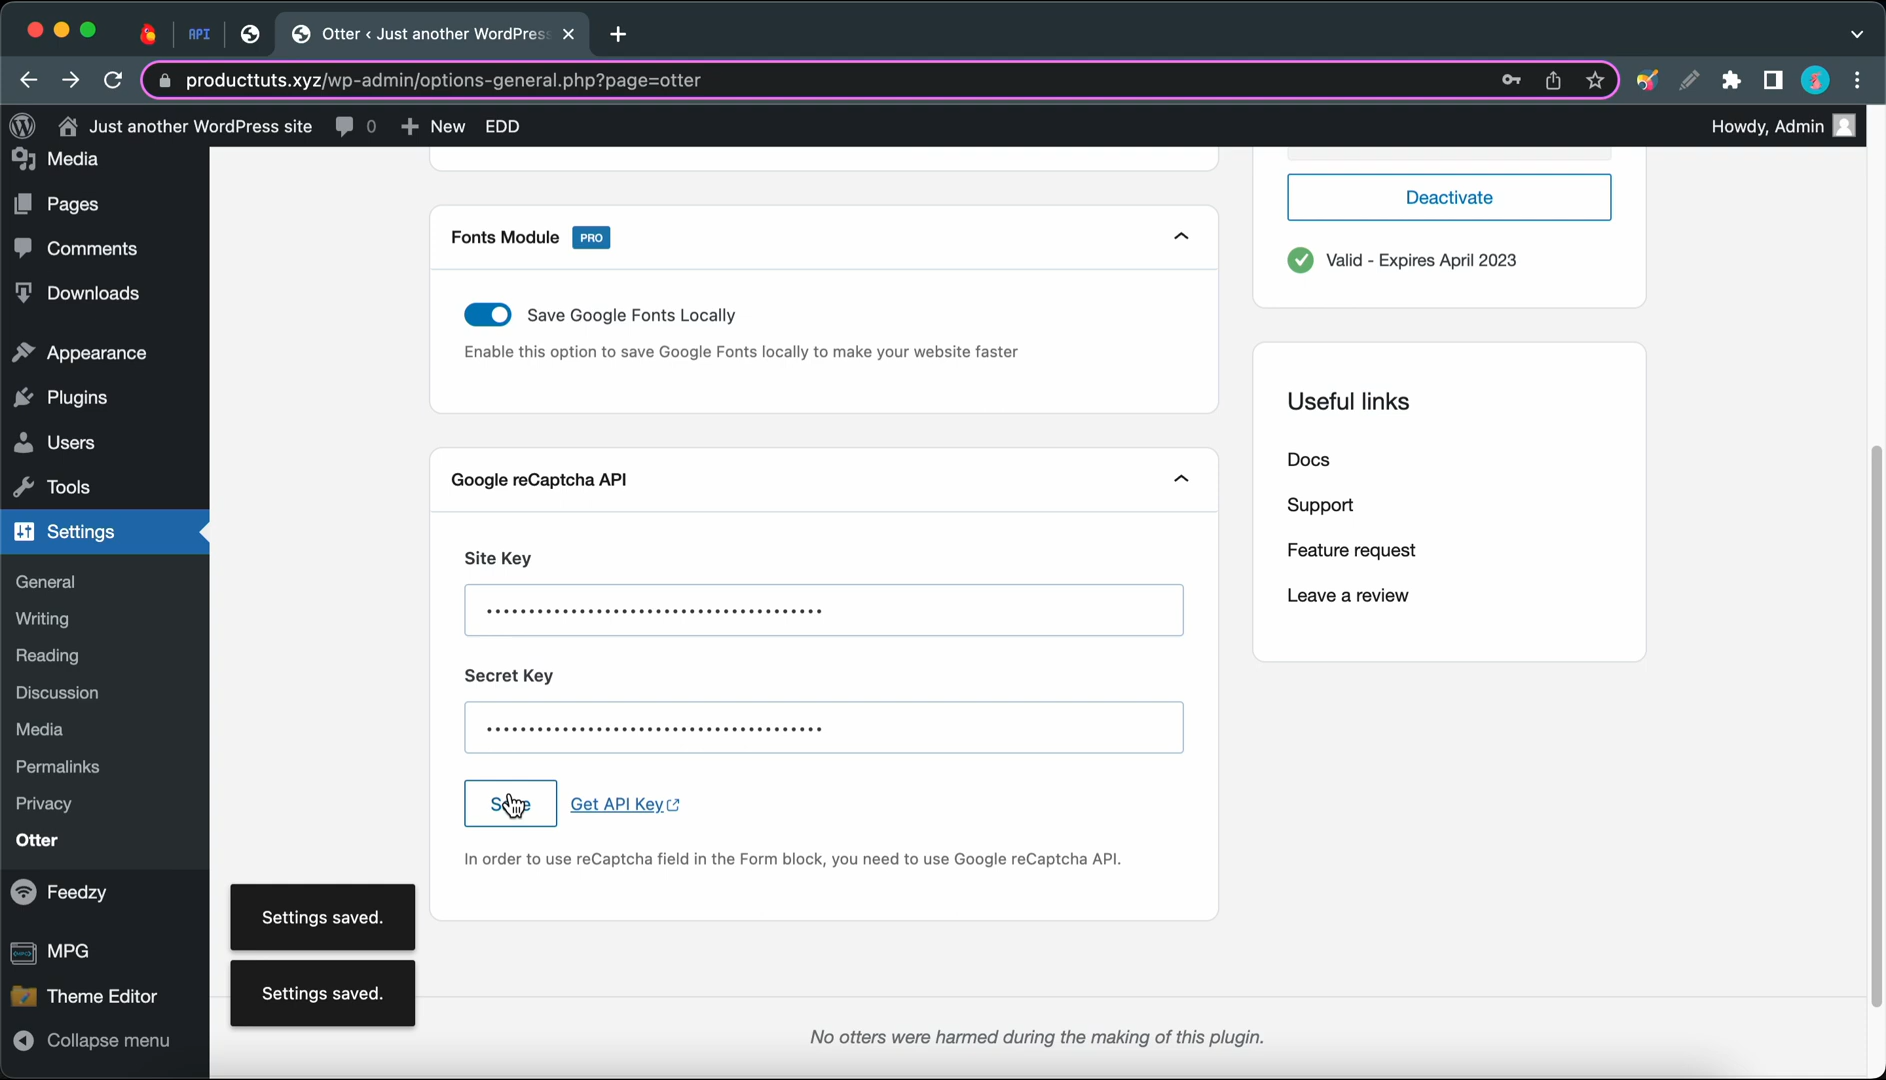 API
Otter ‹ Just another WordPress
producttuts.xyz/wp-admin/options-general.php?page=otter
Just another WordPress site
0
New
EDD
Howdy, Admin
Media
Pages
Comments
Downloads
Appearance
Plugins
Users
Tools
Settings
General
Writing
Reading
Discussion
Media
Permalinks
Privacy
Otter
Feedzy
MPG
Theme Editor
Collapse menu
Fonts Module PRO
Save Google Fonts Locally
Enable this option to save Google Fonts locally to make your website faster
Google reCaptcha API
Site Key
Secret Key
Get API Key
In order to use reCaptcha field in the Form block, you need to use Google reCaptcha API.
Deactivate
Valid - Expires April 2023
Useful links
Docs
Support
Feature request
Leave a review
Settings saved.
Settings saved.
No otters were harmed during the making of this plugin.